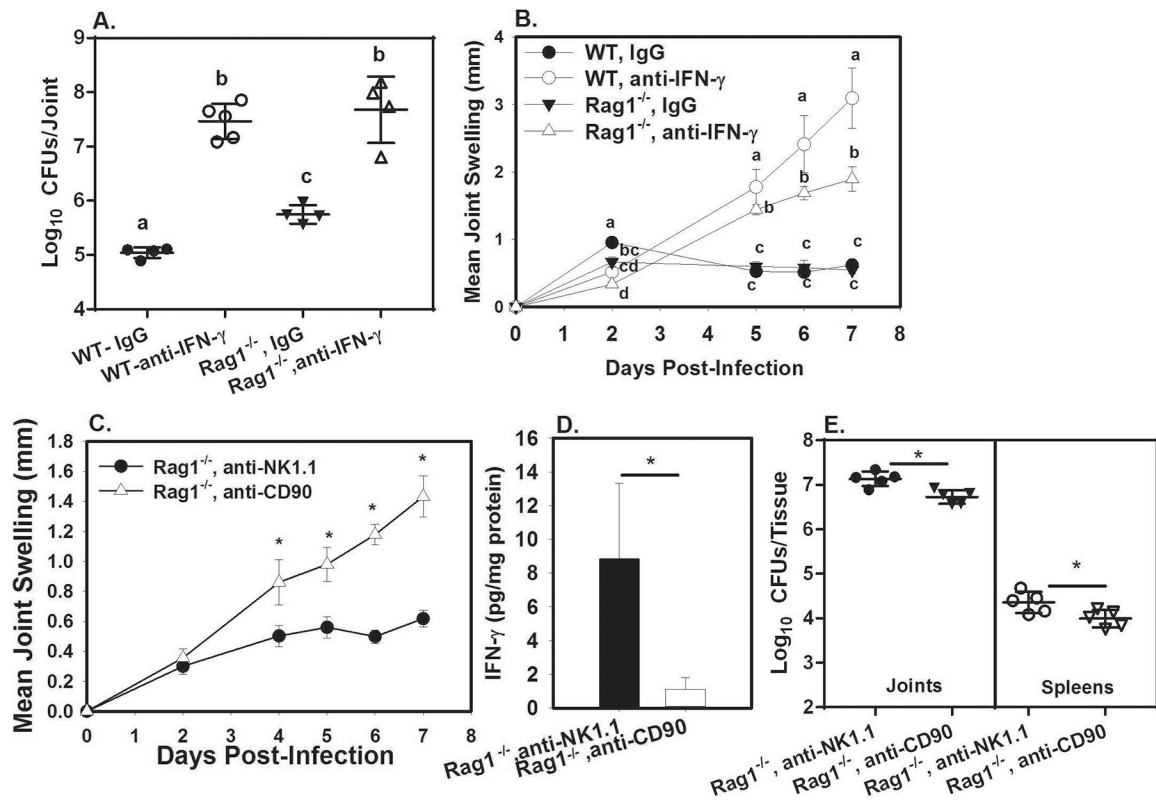 A.
Log10 CFUs/Joint
9
8
7
6
5
4
a
b
c
b
WT- IgG
WT-anti-IFN-γ
Rag1-/-, IgG
Rag1-/-,anti-IFN-γ
B.
Mean Joint Swelling (mm)
4
3
2
1
0
WT, IgG
WT, anti-IFN-γ
Rag1-/-, IgG
Rag1-/-, anti-IFN-γ
a
bc
cd
d
a
b
c
c
a
b
c
c
a
b
c
c
0 1 2 3 4 5 6 7 8
Days Post-Infection
C.
Mean Joint Swelling (mm)
1.8
1.6
1.4
1.2
1.0
0.8
0.6
0.4
0.2
0.0
Rag1-/-, anti-NK1.1
Rag1-/-, anti-CD90
* * * *
0 1 2 3 4 5 6 7 8
Days Post-Infection
D.
IFN-γ (pg/mg protein)
16
14
12
10
8
6
4
2
0
*
Rag1-/-,anti-NK1.1
Rag1-/-,anti-CD90
E.
Log10 CFUs/Tissue
8
7
6
5
4
3
2
*
*
Joints
Spleens
Rag1-/-, anti-NK1.1
Rag1-/-, anti-CD90
Rag1-/-, anti-NK1.1
Rag1-/-, anti-CD90